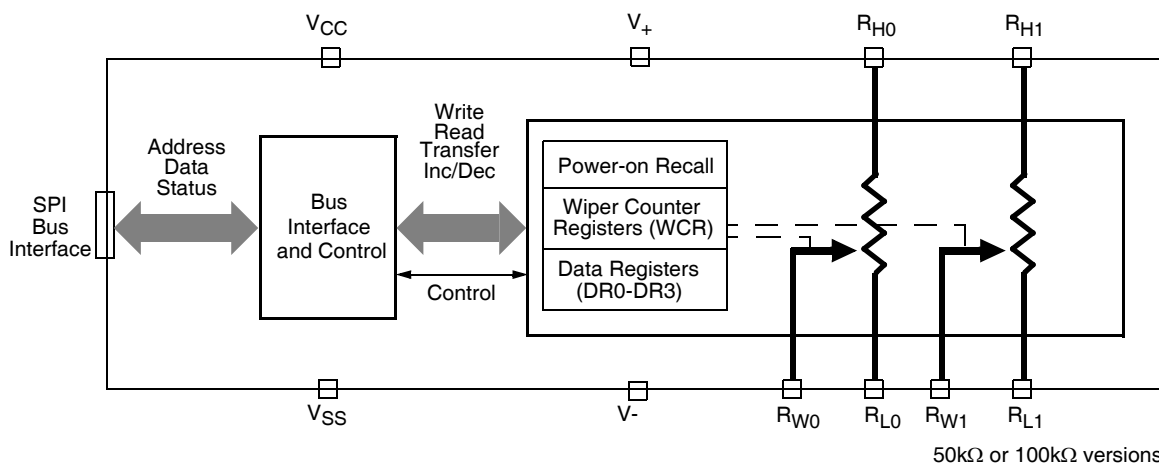 VCC
V+
RH0
RH1
Write
Read
Transfer
Inc/Dec
Address
Data
Status
SPI
Bus
Interface
Bus
Interface
and Control
Control
Power-on Recall
Wiper Counter
Registers (WCR)
Data Registers
(DR0-DR3)
VSS
V-
RW0
RL0
RW1
RL1
50kΩ or 100kΩ versions